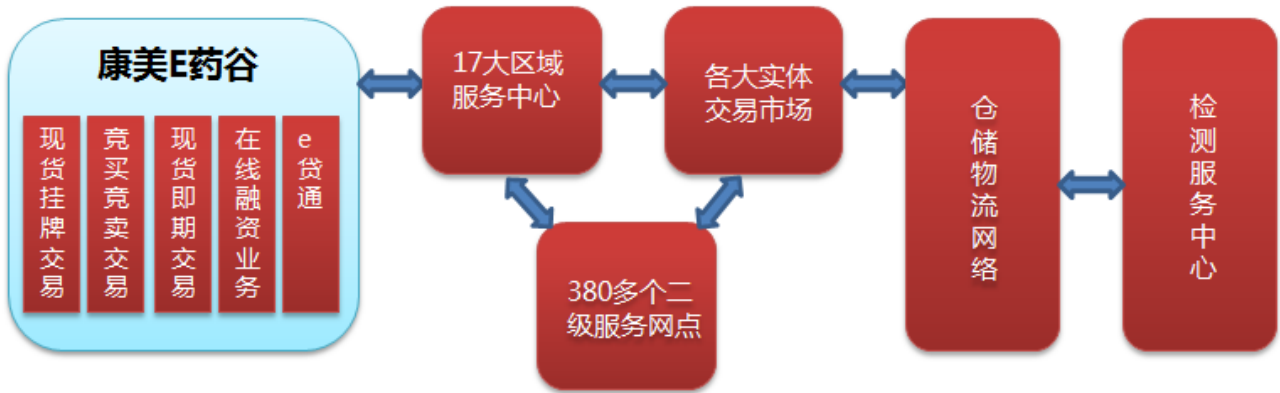 康美E药谷
现货挂牌交易
竞买竞卖交易
现货即期交易
在线融资业务
e贷通
17大区域
服务中心
各大实体
交易市场
380多个二
级服务网点
仓储物流网络
检测服务中心